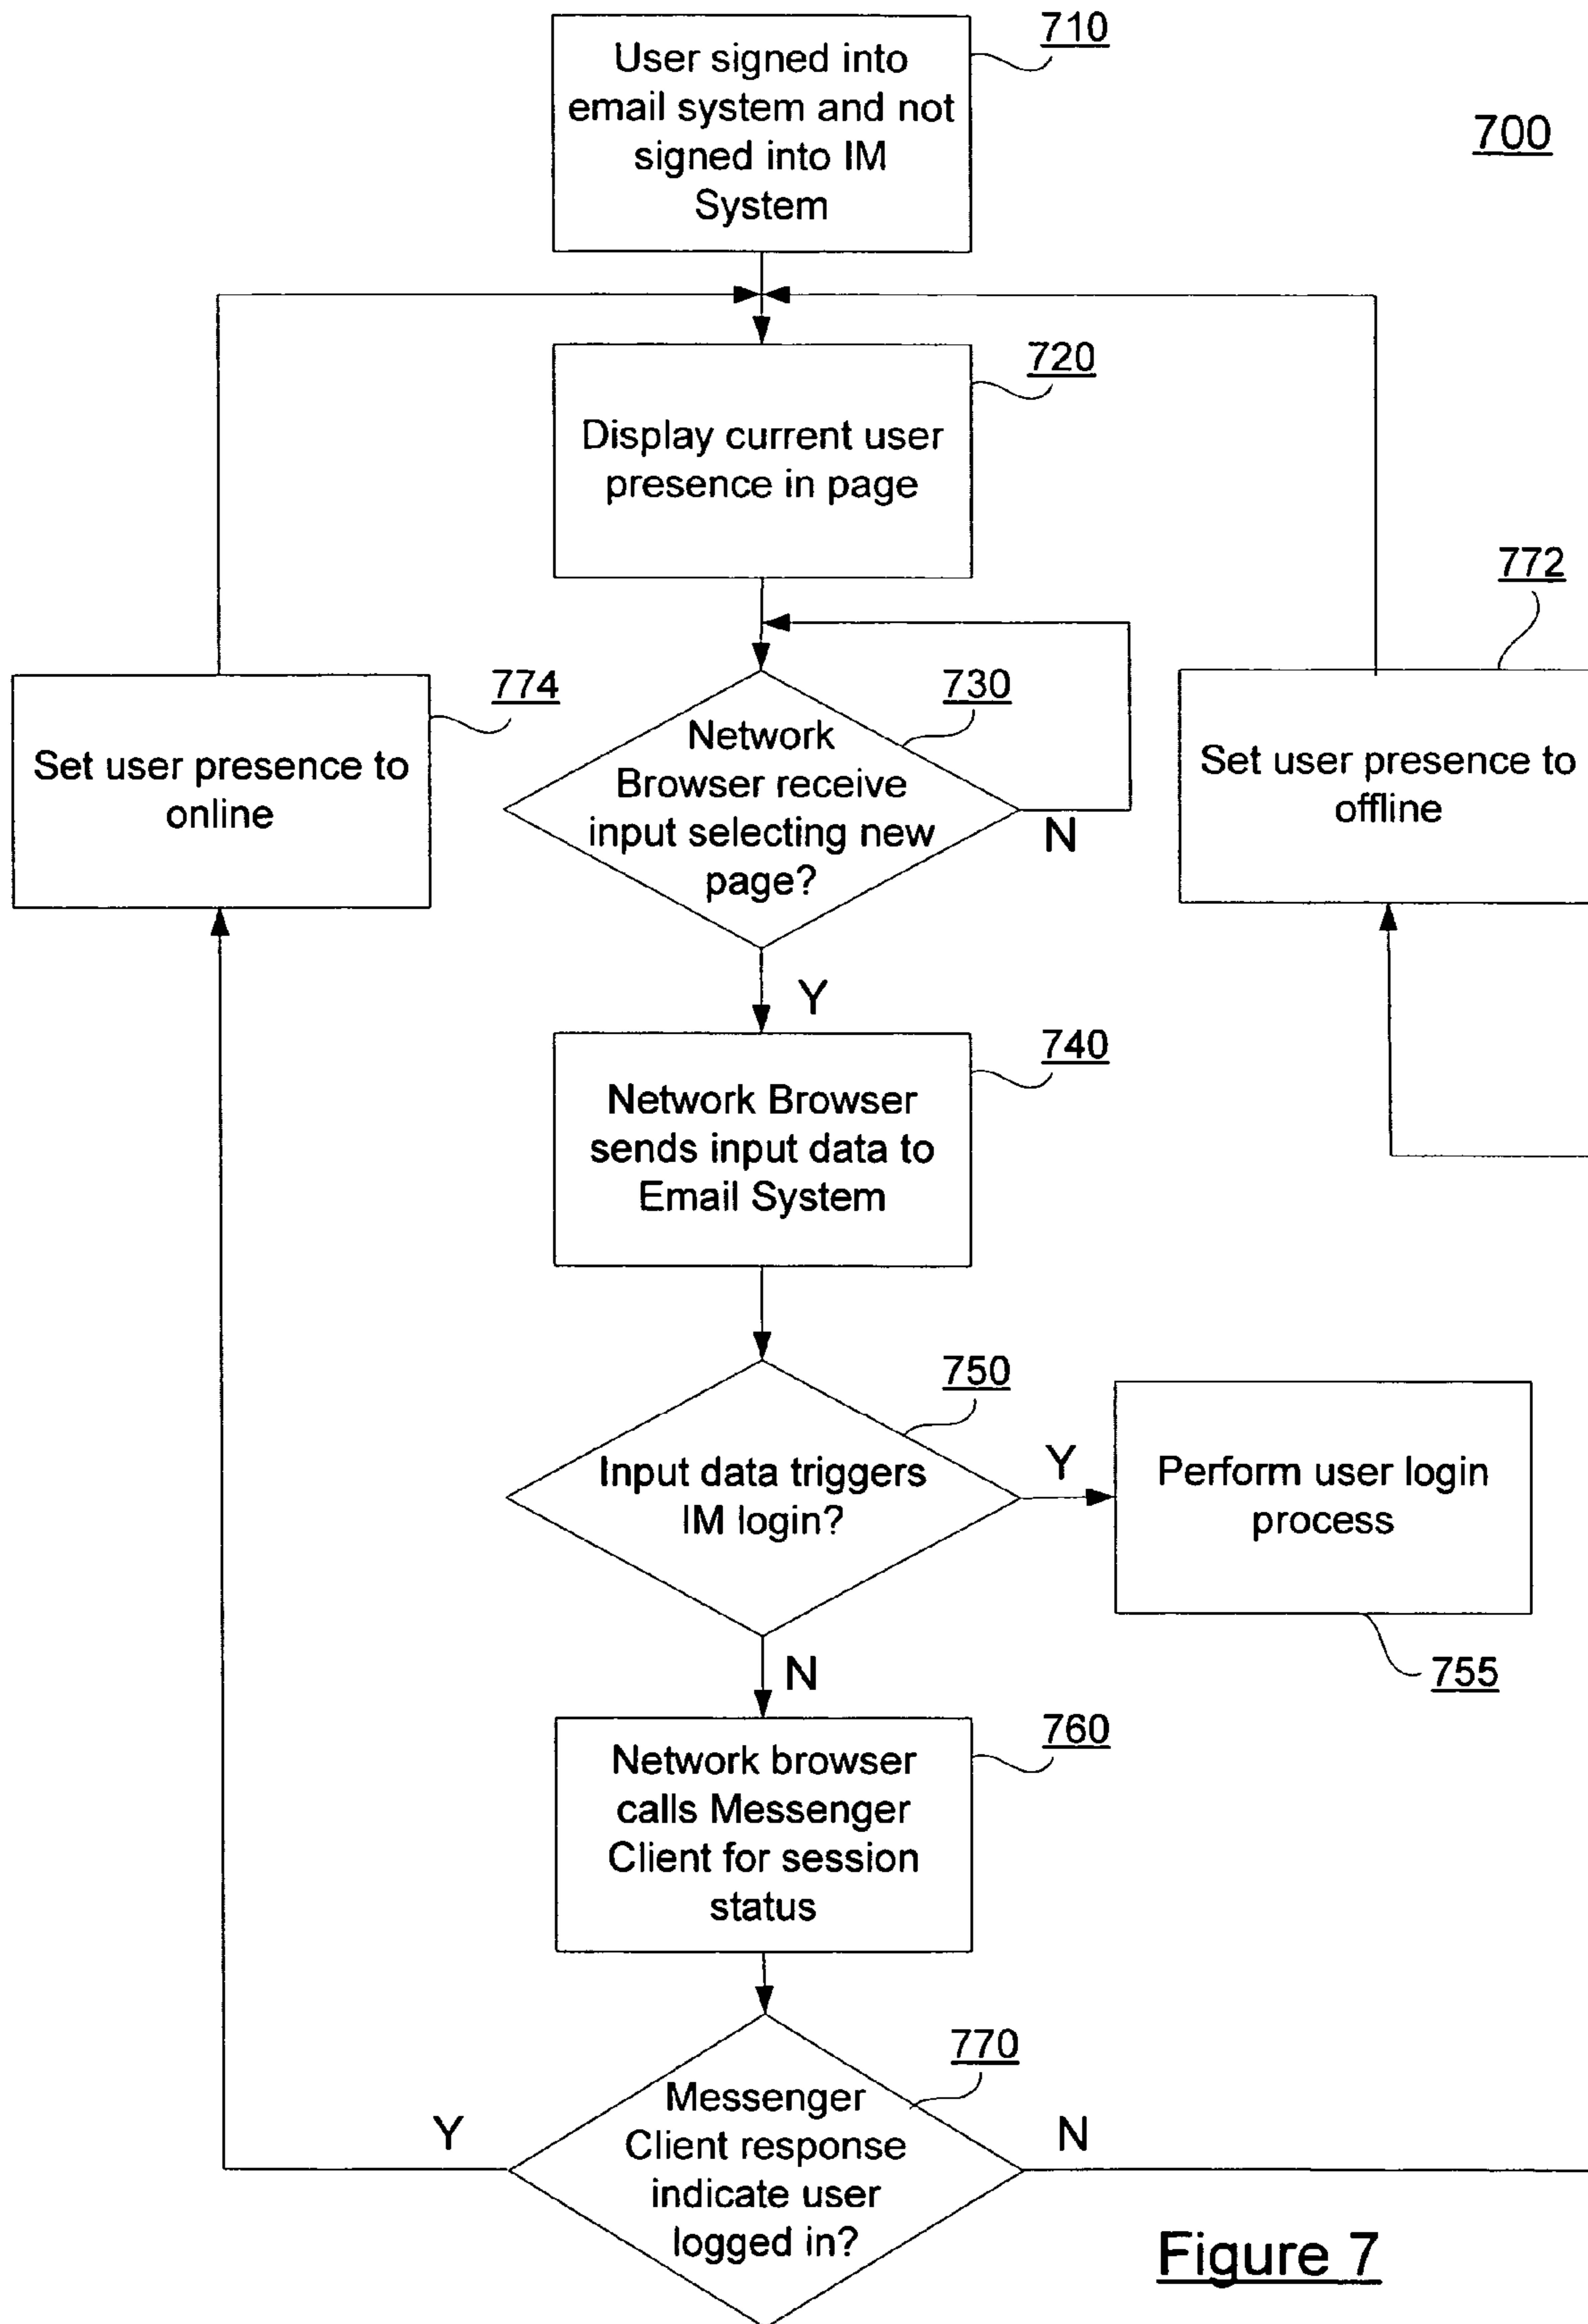 710
User signed into
email system and not
signed into IM
System
700
720
Display current user
presence in page
772
774
730
Set user presence to
online
Network
Browser receive
input selecting new
page?
N
Set user presence to
offline
Y
740
Network Browser
sends input data to
Email System
750
Input data triggers
IM login?
Y
Perform user login
process
755
N
760
Network browser
calls Messenger
Client for session
status
770
Messenger
Client response
indicate user
logged in?
Y
N
Figure 7